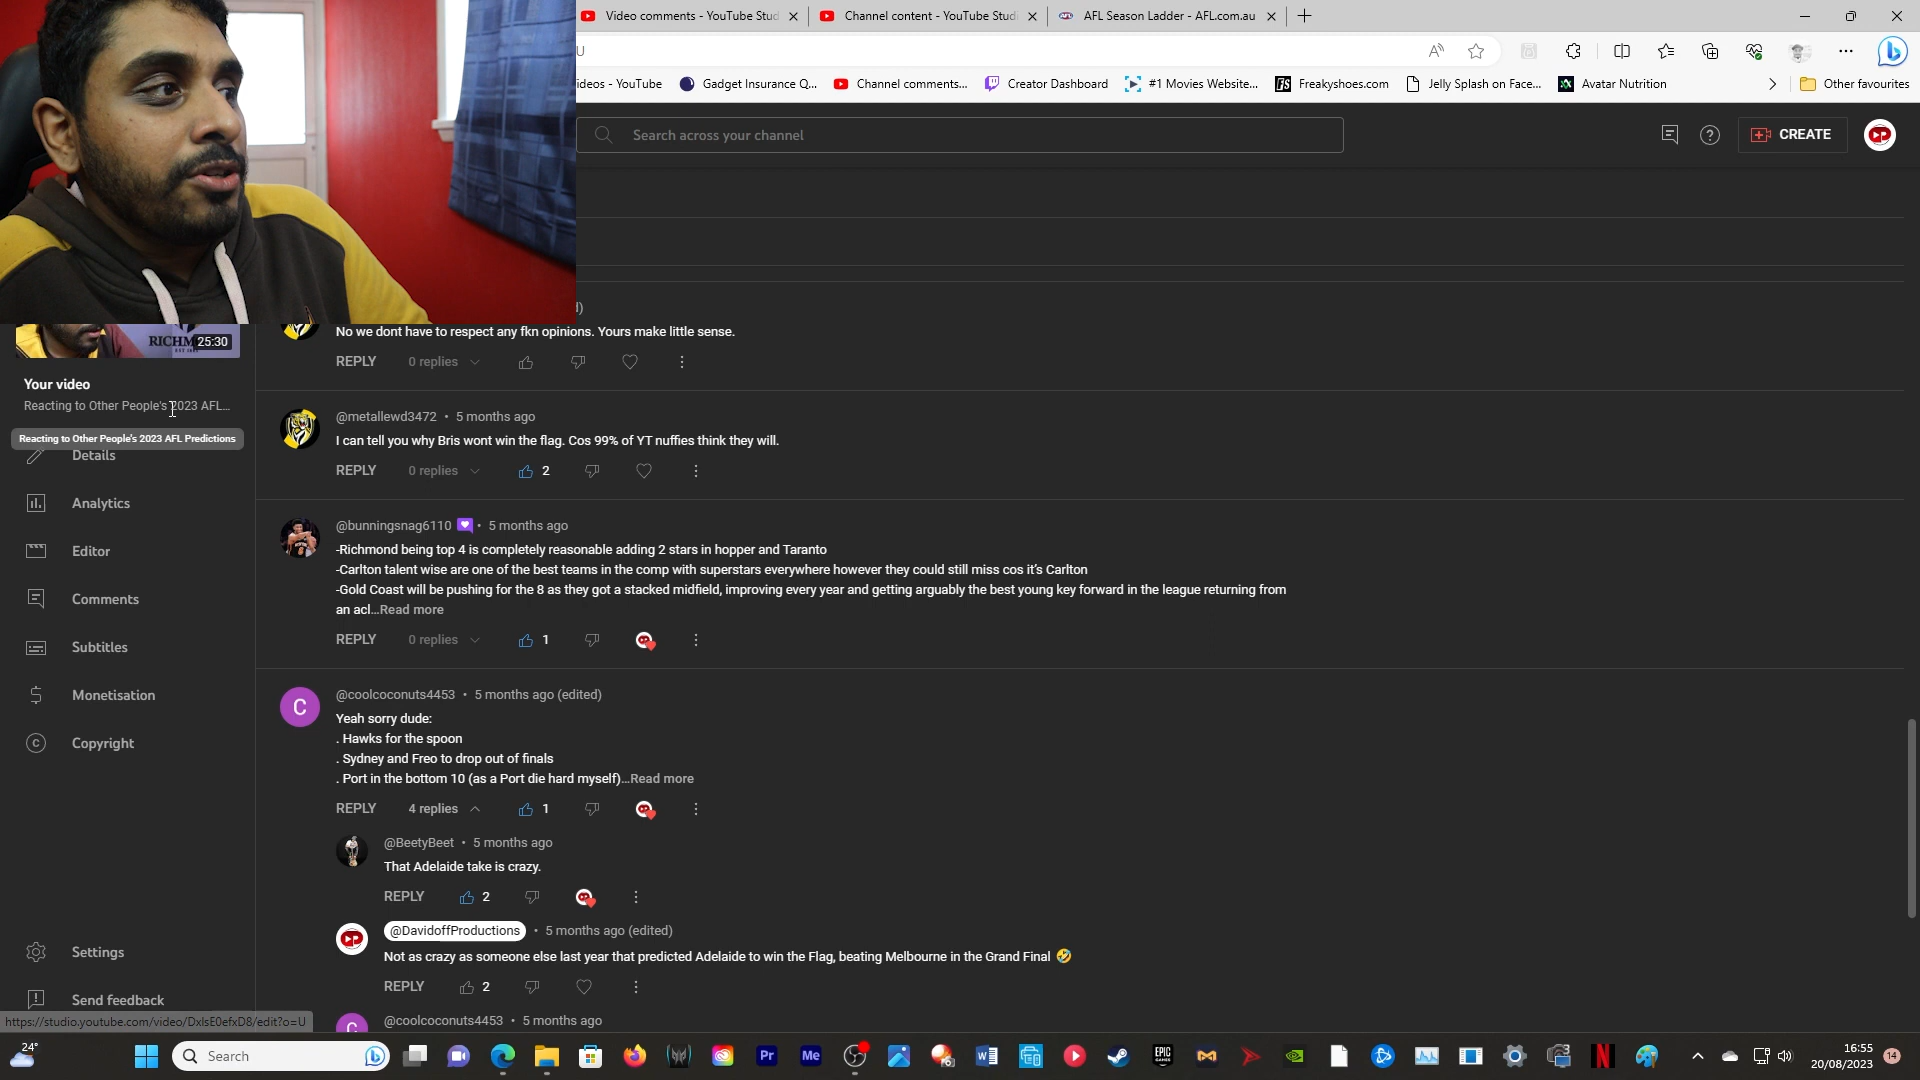 Video comments - YouTube Stud
Channel content - YouTube Studi
AFL Season Ladder - AFL.com.au
U
ideos - YouTube
Gadget Insurance Q...
Channel comments...
Creator Dashboard
#1 Movies Website...
Freakyshoes.com
Jelly Splash on Face...
Avatar Nutrition
Other favourites
Search across your channel
CREATE
No we dont have to respect any fkn opinions. Yours make little sense.
REPLY 0 replies
RICHM
25:30
Your video
Reacting to Other People's 2023 AFL...
Reacting to Other People's 2023 AFL Predictions
Details
Analytics
Editor
Comments
Subtitles
Monetisation
Copyright
Settings
Send feedback
https://studio.youtube.com/video/DxlsE0efxD8/edit?o=U
@metallewd3472 • 5 months ago
I can tell you why Bris wont win the flag. Cos 99% of YT nuffies think they will.
REPLY 0 replies 2
@bunningsnag6110 • 5 months ago
-Richmond being top 4 is completely reasonable adding 2 stars in hopper and Taranto
-Carlton talent wise are one of the best teams in the comp with superstars everywhere however they could still miss cos it's Carlton
-Gold Coast will be pushing for the 8 as they got a stacked midfield, improving every year and getting arguably the best young key forward in the league returning from
an acl...Read more
REPLY 0 replies 1
C
@coolcoconuts4453 • 5 months ago (edited)
Yeah sorry dude:
. Hawks for the spoon
. Sydney and Freo to drop out of finals
. Port in the bottom 10 (as a Port die hard myself)...Read more
REPLY 4 replies 1
@BeetyBeet • 5 months ago
That Adelaide take is crazy.
REPLY 2
@DavidoffProductions • 5 months ago (edited)
Not as crazy as someone else last year that predicted Adelaide to win the Flag, beating Melbourne in the Grand Final 🤣
REPLY 2
C
@coolcoconuts4453 • 5 months ago
24°
Search
Pr
Me
EPIC GAMES
16:55
20/08/2023
14